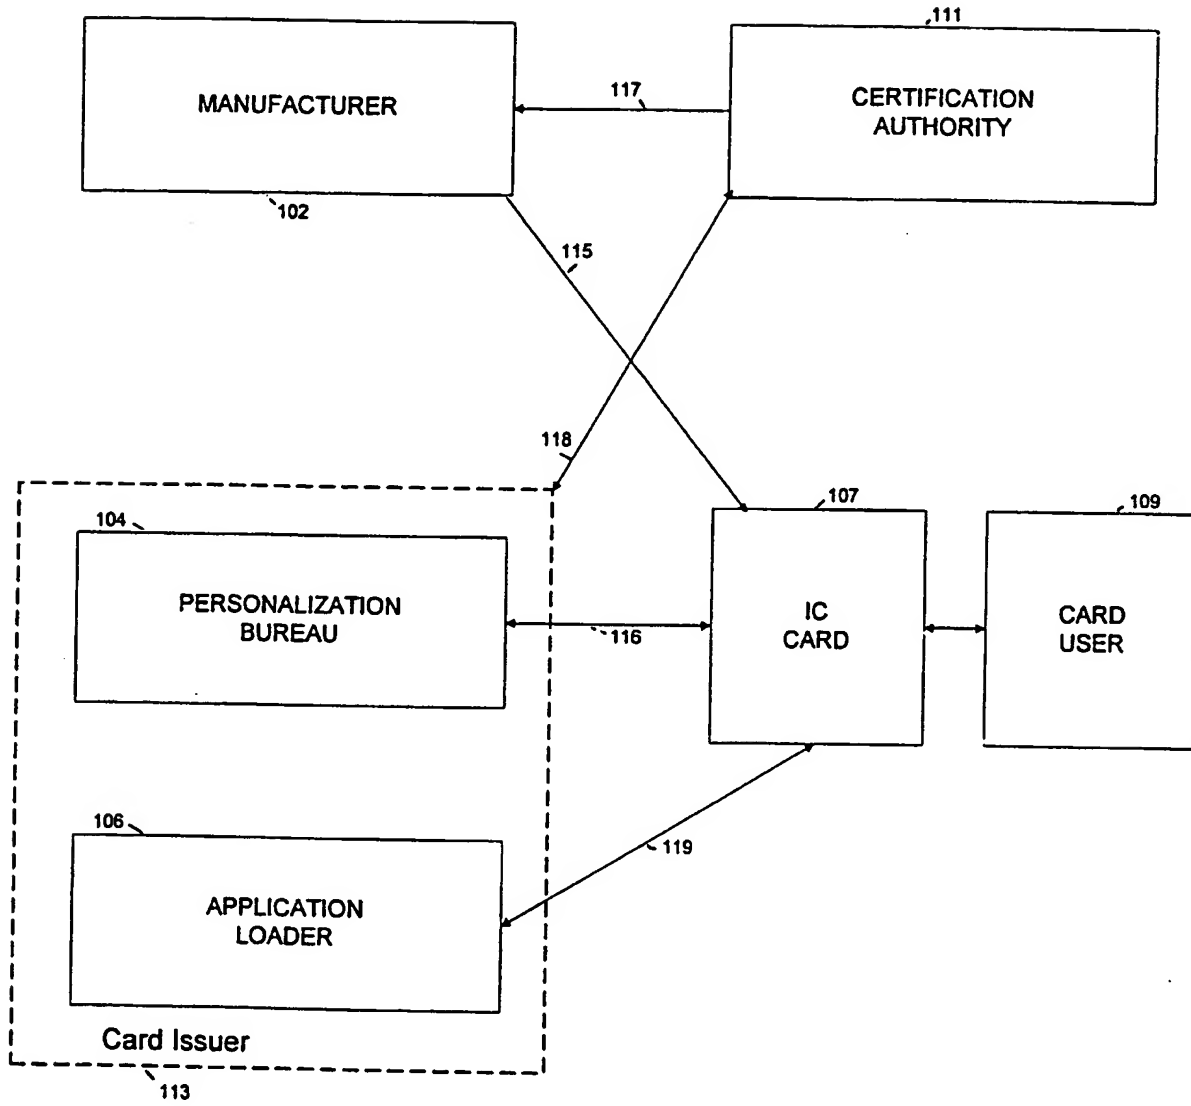 111
MANUFACTURER
117
CERTIFICATION
AUTHORITY
102
115
118
104
107
109
PERSONALIZATION
BUREAU
116
IC
CARD
CARD
USER
106
119
APPLICATION
LOADER
Card Issuer
113